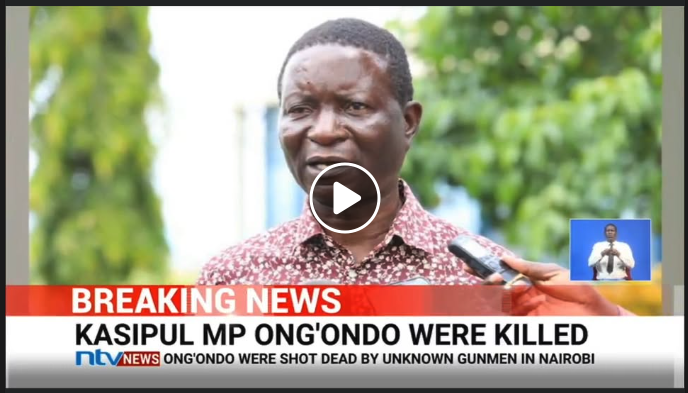 BREAKING NEWS
KASIPUL MP ONG'ONDO WERE KILLED
ntv NEWS ONG'ONDO WERE SHOT DEAD BY UNKNOWN GUNMEN IN NAIROBI